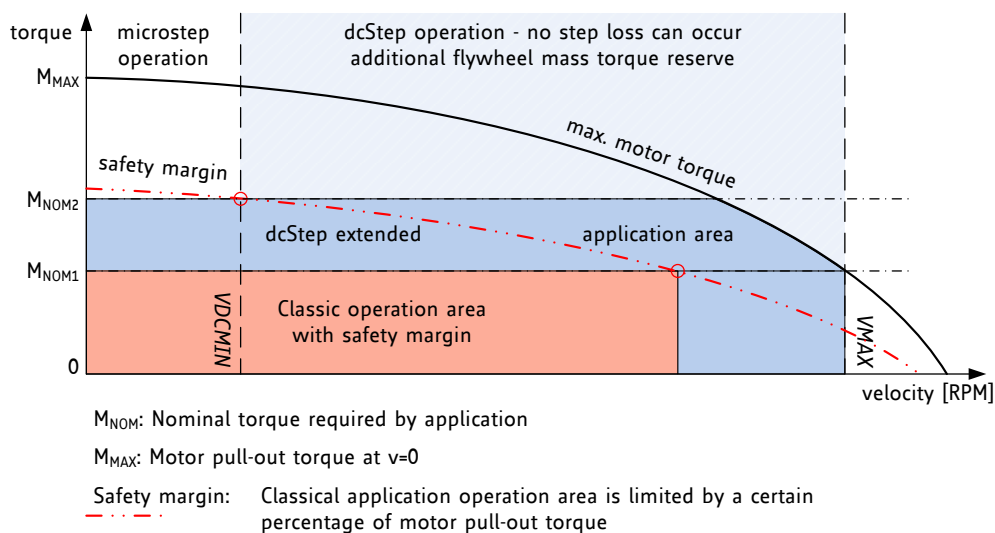 torque
microstep
operation
dcStep operation - no step loss can occur
additional flywheel mass torque reserve
MMAX
max. motor torque
safety margin
MNOM2
dcStep extended
application area
MNOM1
Classic operation area
with safety margin
VDCMIN
VMAX
0
velocity [RPM]
MNOM: Nominal torque required by application
MMAX: Motor pull-out torque at v=0
Safety margin: Classical application operation area is limited by a certain
percentage of motor pull-out torque